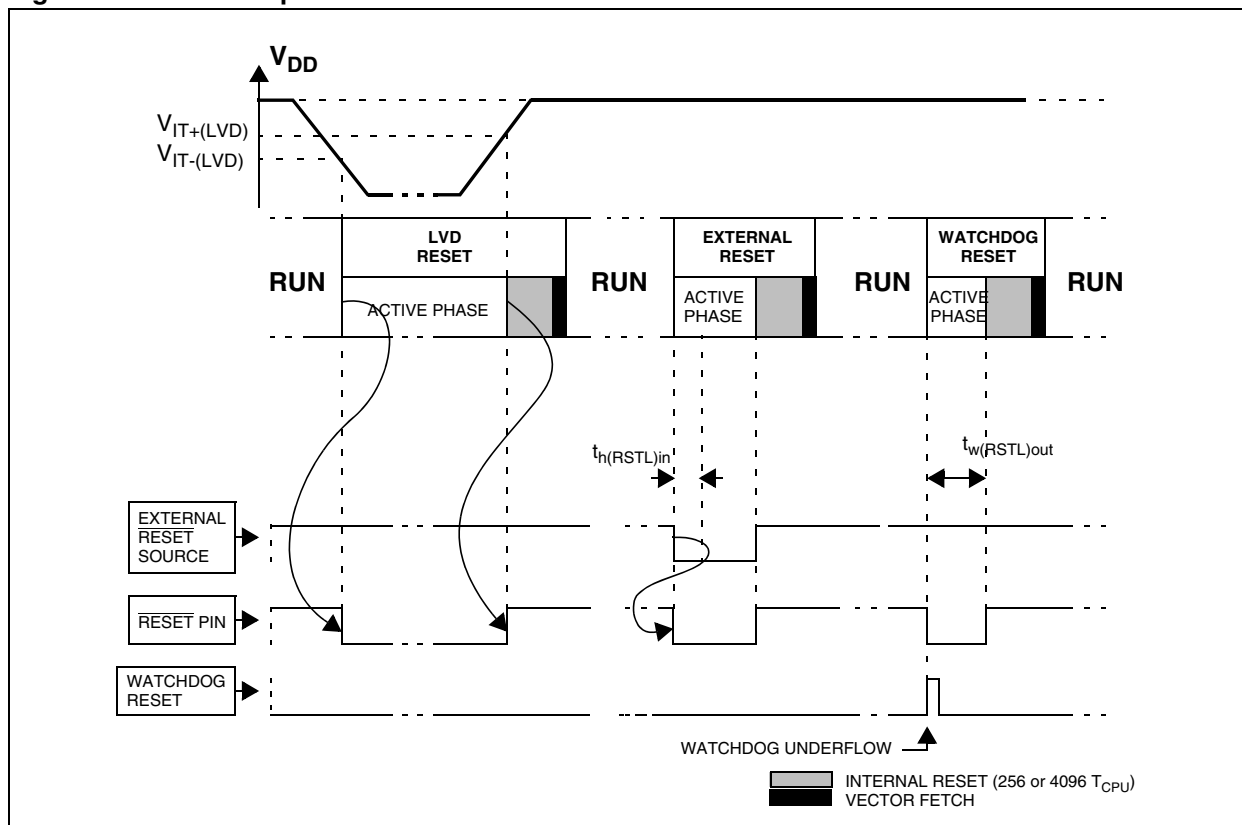 V_DD
V_IT+(LVD)
V_IT-(LVD)
LVD
RESET
EXTERNAL
RESET
WATCHDOG
RESET
RUN
RUN
RUN
RUN
ACTIVE PHASE
ACTIVE
PHASE
ACTIVE
PHASE
t_h(RSTL)in
t_w(RSTL)out
EXTERNAL
RESET
SOURCE
RESET PIN
WATCHDOG
RESET
WATCHDOG UNDERFLOW
INTERNAL RESET (256 or 4096 T_CPU)
VECTOR FETCH